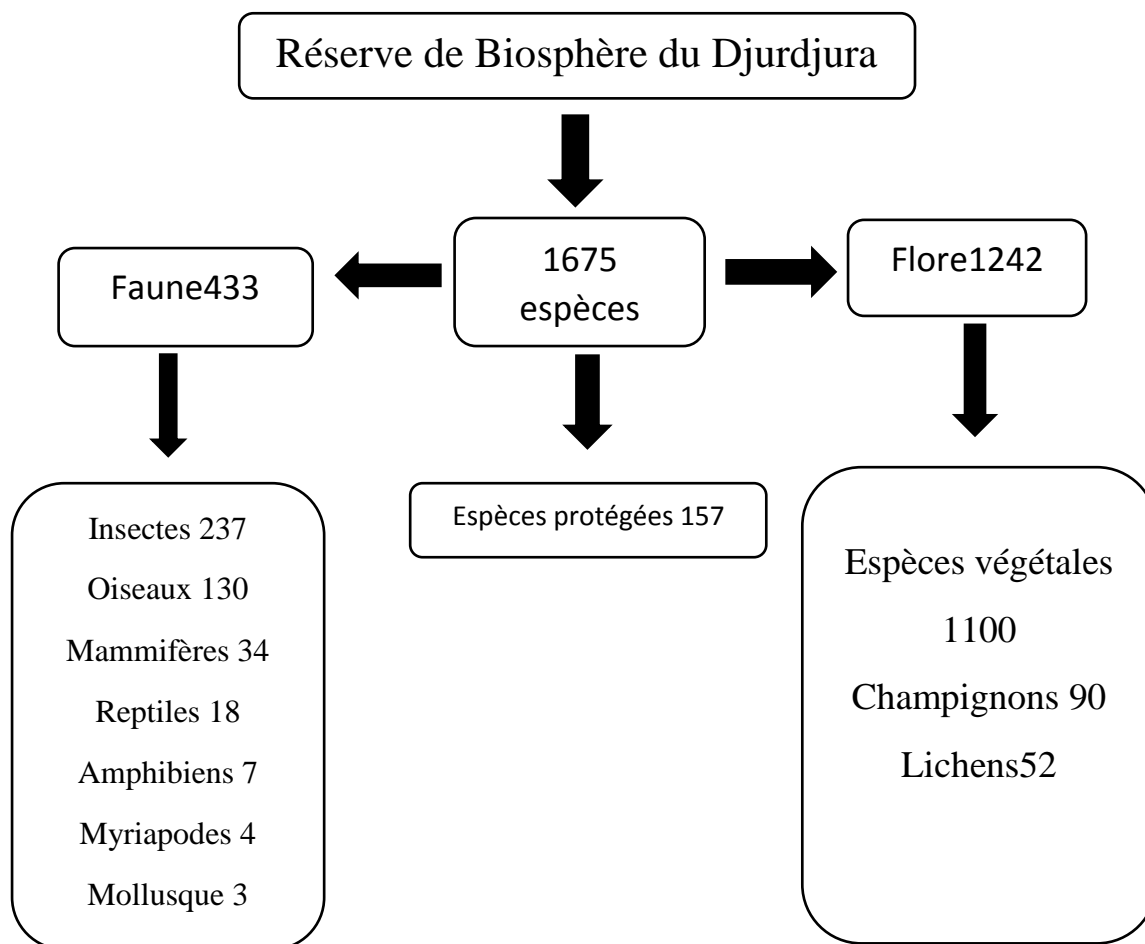 Réserve de Biosphère du Djurdjura
1675
espèces
Faune433
Flore1242
Insectes 237
Oiseaux 130
Mammifères 34
Reptiles 18
Amphibiens 7
Myriapodes 4
Mollusque 3
Espèces protégées 157
Espèces végétales
1100
Champignons 90
Lichens52